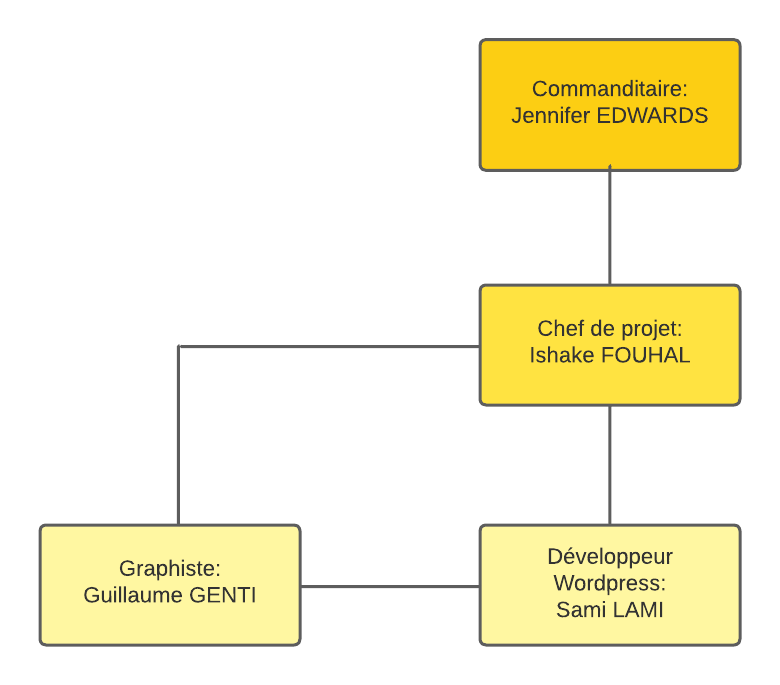 Commanditaire:
Jennifer EDWARDS
Chef de projet:
Ishake FOUHAL
Graphiste:
Guillaume GENTI
Développeur
Wordpress:
Sami LAMI